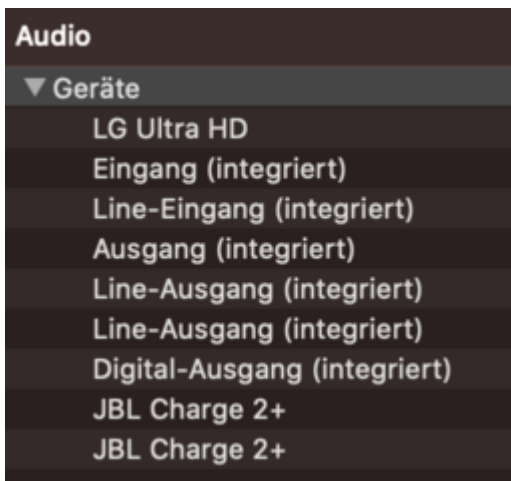 Audio
Geräte
LG Ultra HD
Eingang (integriert)
Line-Eingang (integriert)
Ausgang (integriert)
Line-Ausgang (integriert)
Line-Ausgang (integriert)
Digital-Ausgang (integriert)
JBL Charge 2+
JBL Charge 2+